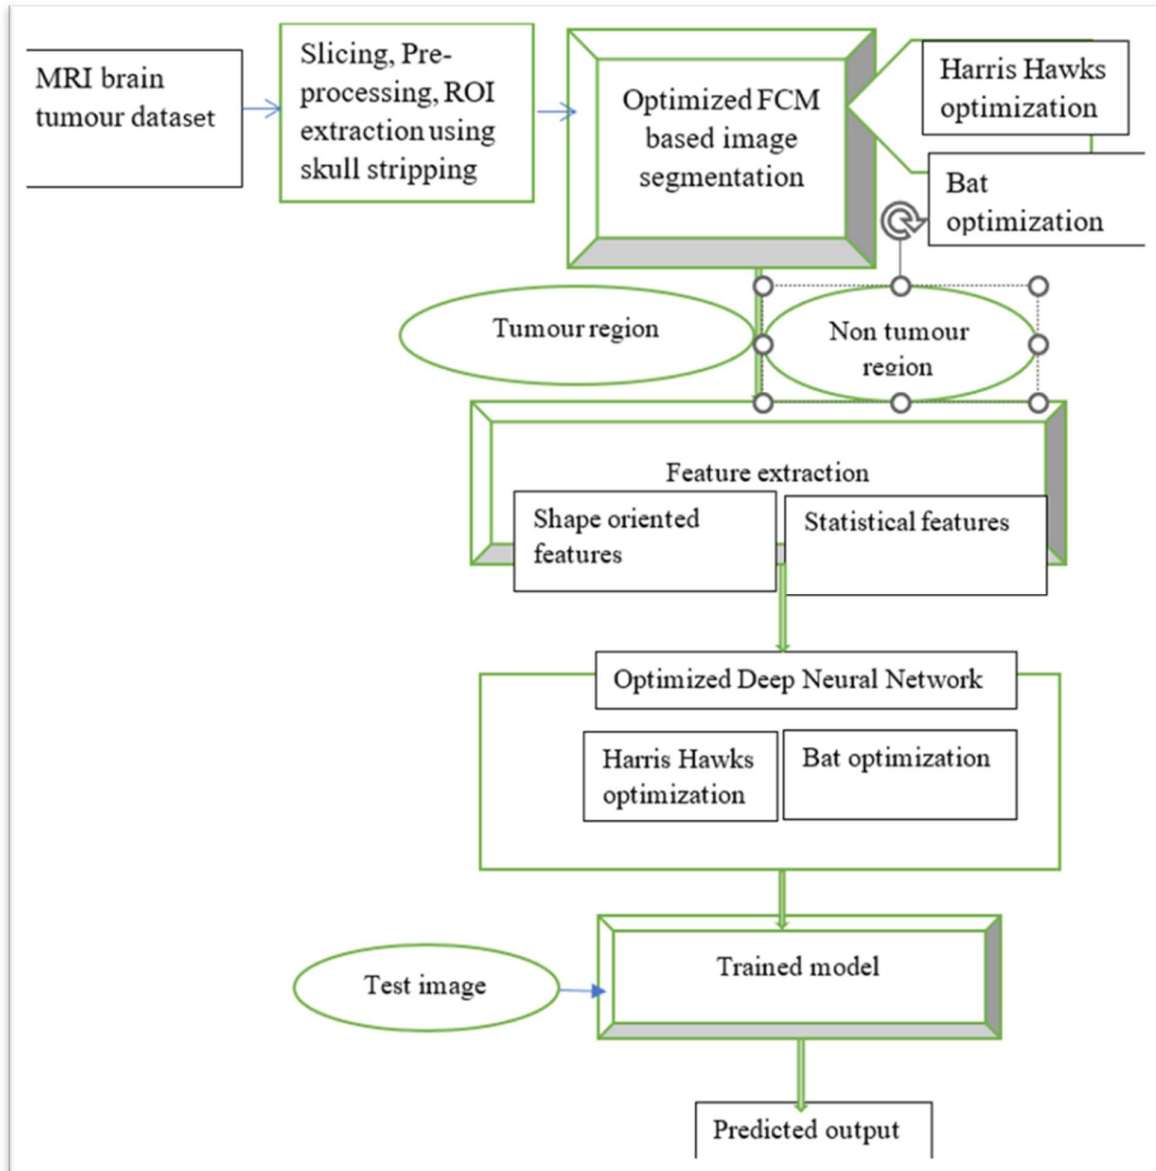 MRI brain
tumour dataset
Slicing, Pre-
processing, ROI
extraction using
skull stripping
Optimized FCM
based image
segmentation
Harris Hawks
optimization
Bat
optimization
Tumour region
Non tumour
region
Feature extraction
Shape oriented
features
Statistical features
Optimized Deep Neural Network
Harris Hawks
optimization
Bat optimization
Trained model
Test image
Predicted output